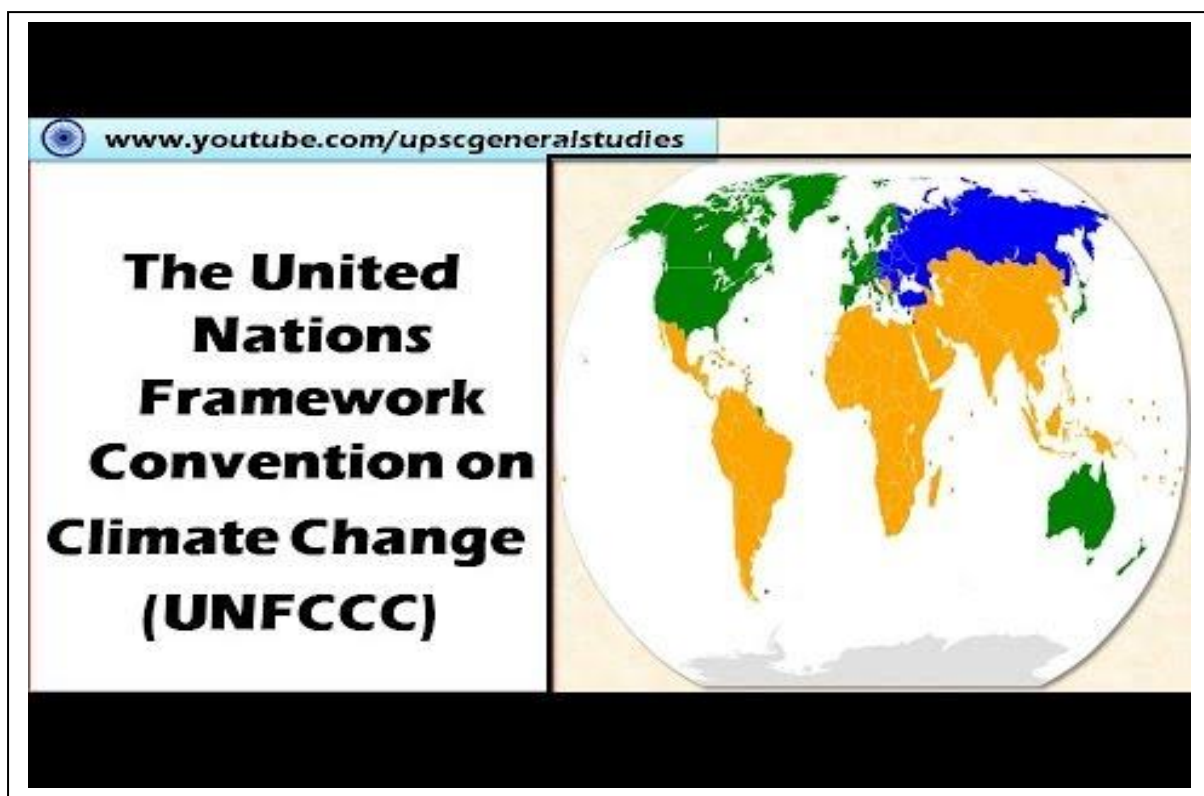 www.youtube.com/upscgeneralstudies
The United
Nations
Framework
Convention on
Climate Change
(UNFCCC)